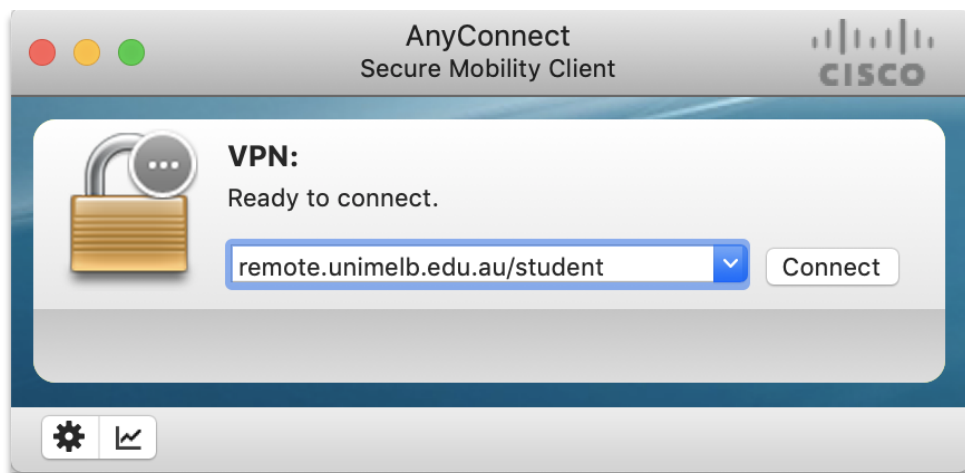 AnyConnect
Secure Mobility Client
CISCO
VPN:
Ready to connect.
remote.unimelb.edu.au/student
Connect